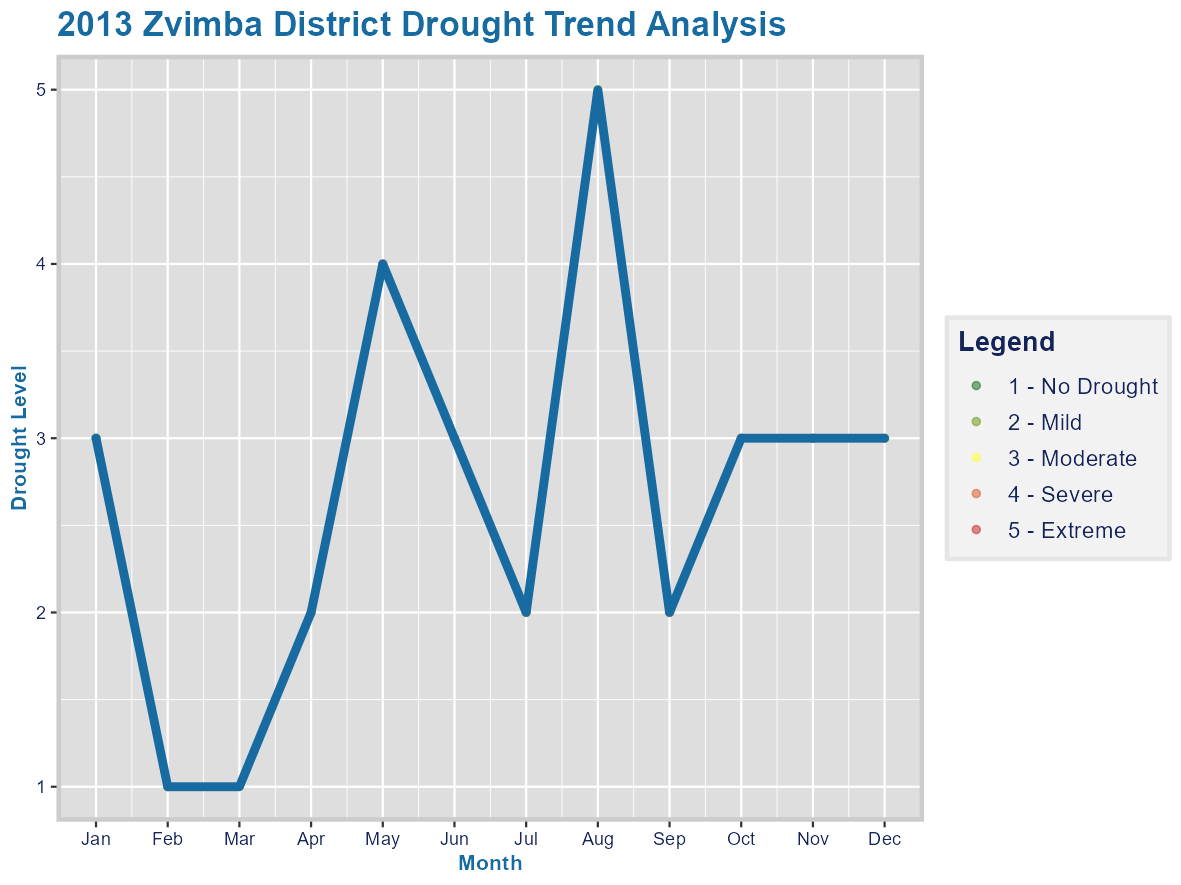 2013 Zvimba District Drought Trend Analysis
Drought Level
5
4
3
2
1
Jan Feb Mar Apr May Jun Jul Aug Sep Oct Nov Dec
Month
Legend
1 - No Drought
2 - Mild
3 - Moderate
4 - Severe
5 - Extreme